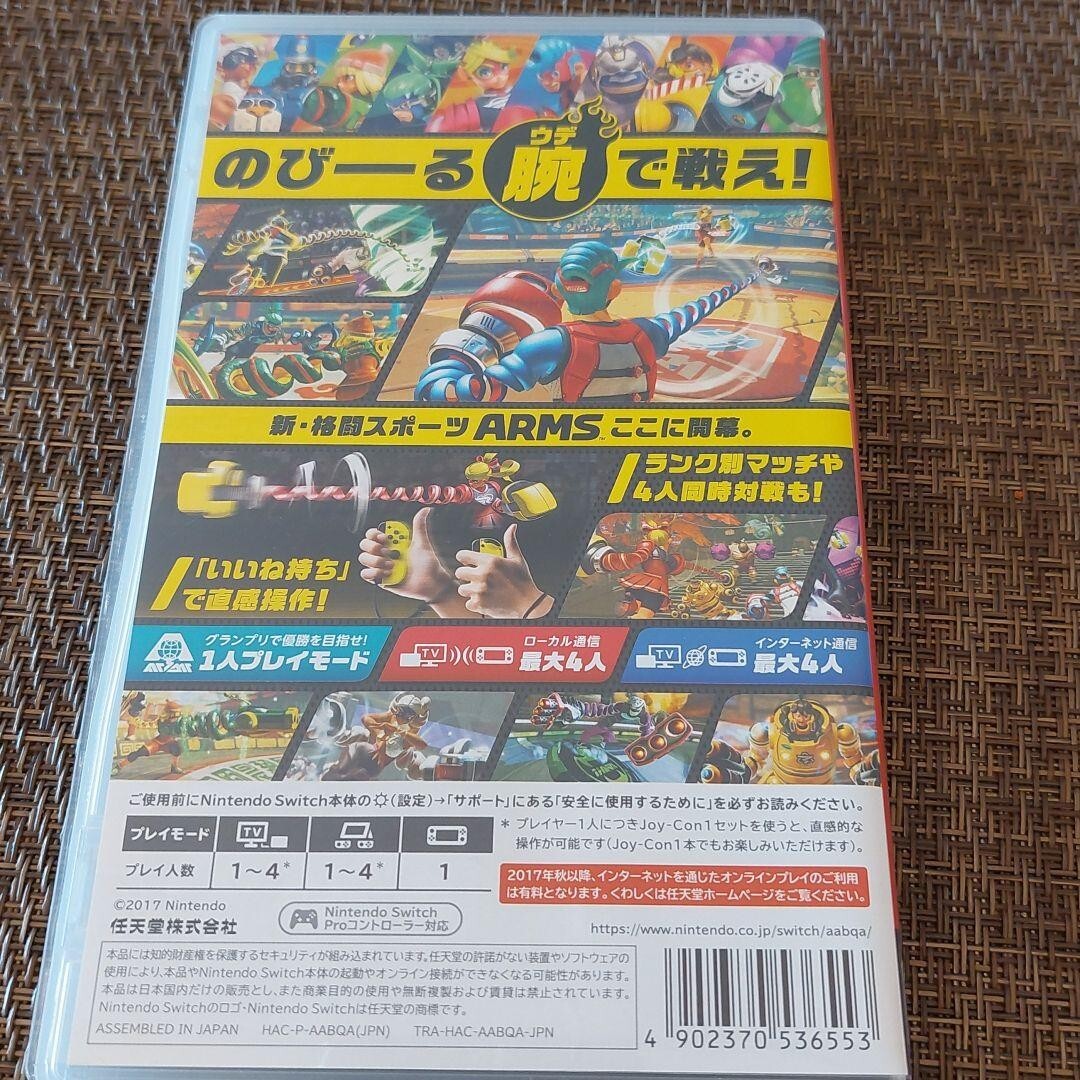 のびーーる
ウデ
腕
で戦え!
新・格闘スポーツ ARMS™ ここに開幕。
ランク別マッチや
4人同時対戦も!
「いいね持ち」
で直感操作!
グランプリで優勝を目指せ!
1人プレイモード
TV
ローカル通信
最大4人
TV
インターネット通信
最大4人
ご使用前にNintendo Switch本体の(設定)→「サポート」にある「安全に使用するために」を必ずお読みください。
プレイモード
TV
プレイ人数
1～4*
1～4*
1
* プレイヤー1人につきJoy-Con1セットを使うと、直感的な
操作が可能です(Joy-Con1本でもお楽しみいただけます)。
2017年秋以降、インターネットを通じたオンラインプレイのご利用
は有料となります。くわしくは任天堂ホームページをご覧ください。
©2017 Nintendo
任天堂株式会社
Nintendo Switch
Proコントローラー対応
https://www.nintendo.co.jp/switch/aabqa/
本品には知的財産権を保護するセキュリティが組み込まれています。任天堂の許諾がない装置やソフトウェアの
使用により、本品やNintendo Switch本体の起動やオンライン接続ができなくなる可能性があります。
本品は日本国内だけの販売とし、また商業目的の使用や無断複製および賃貸は禁止されています。
Nintendo Switchのロゴ・Nintendo Switchは任天堂の商標です。
ASSEMBLED IN JAPAN HAC-P-AABQA(JPN) TRA-HAC-AABQA-JPN
4 902370 536553